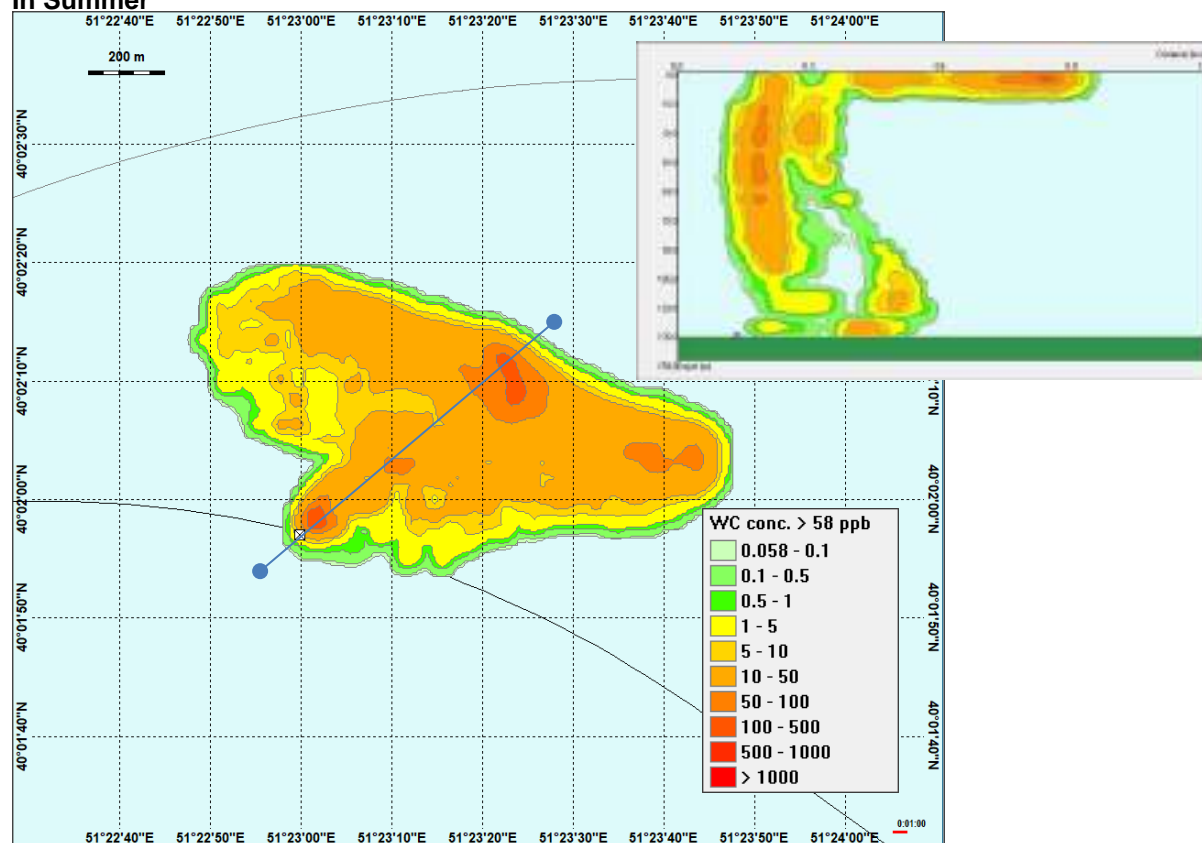 In Summer
51°22'40"E 51°22'50"E 51°23'00"E 51°23'10"E 51°23'20"E 51°23'30"E 51°23'40"E 51°23'50"E 51°24'00"E
200 m
40°02'30"N
40°02'20"N
40°02'10"N
40°02'00"N
40°01'50"N
40°01'40"N
40°02'00"N
40°01'50"N
40°01'40"N
WC conc. > 58 ppb
0.058 - 0.1
0.1 - 0.5
0.5 - 1
1 - 5
5 - 10
10 - 50
50 - 100
100 - 500
500 - 1000
> 1000
0:01:00
51°22'40"E 51°22'50"E 51°23'00"E 51°23'10"E 51°23'20"E 51°23'30"E 51°23'40"E 51°23'50"E 51°24'00"E